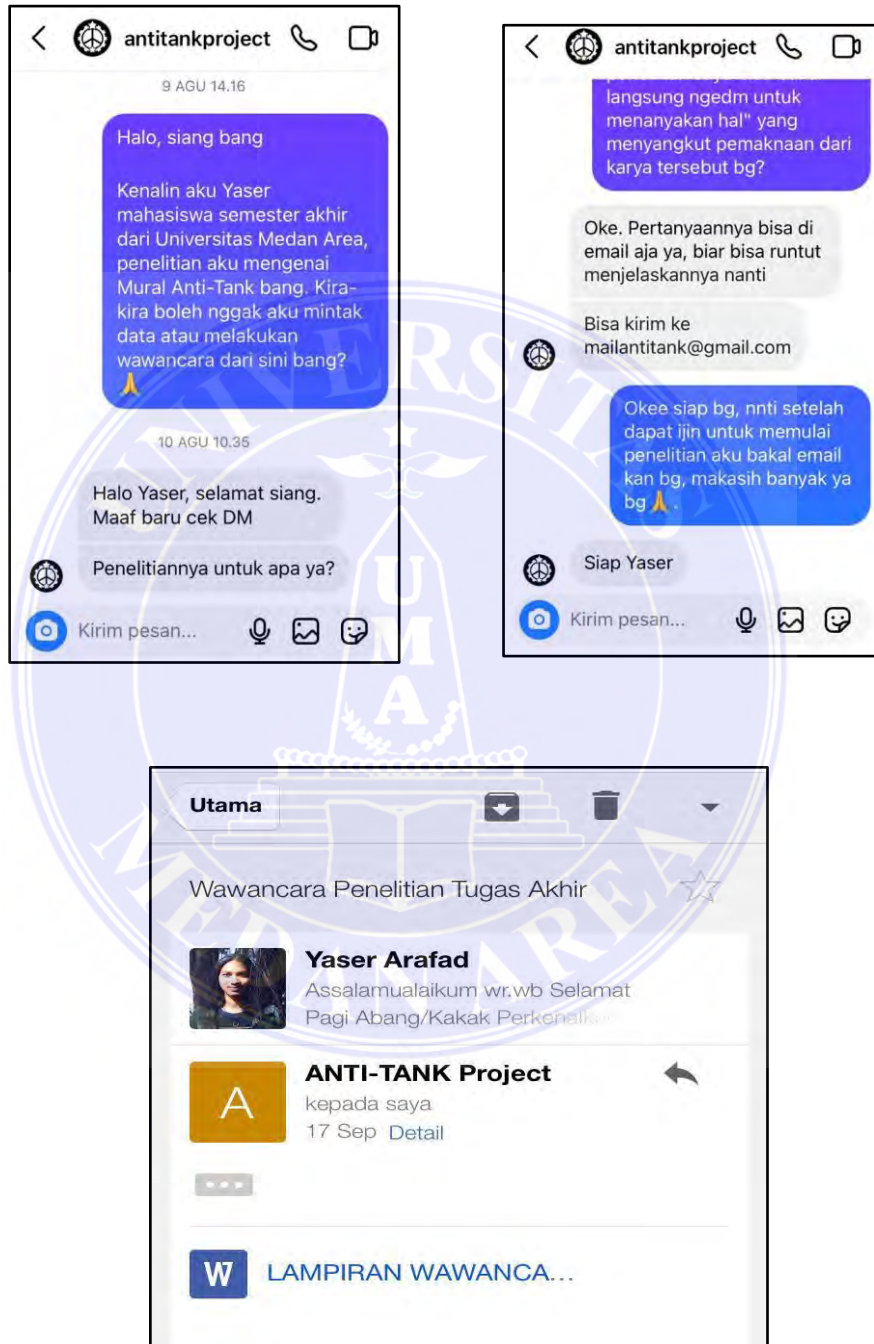 antitankproject
9 AGU 14.16
Halo, siang bang
Kenalin aku Yaser
mahasiswa semester akhir
dari Universitas Medan Area,
penelitian aku mengenai
Mural Anti-Tank bang. Kira-
kira boleh nggak aku mintak
data atau melakukan
wawancara dari sini bang?
🙏
10 AGU 10.35
Halo Yaser, selamat siang.
Maaf baru cek DM
Penelitiannya untuk apa ya?
Kirim pesan...
antitankproject
langsung ngedm untuk
menanyakan hal" yang
menyangkut pemaknaan dari
karya tersebut bg?
Oke. Pertanyaannya bisa di
email aja ya, biar bisa runtut
menjelaskannya nanti
Bisa kirim ke
mailantitank@gmail.com
Okee siap bg, nnti setelah
dapat ijin untuk memulai
penelitian aku bakal email
kan bg, makasih banyak ya
bg🙏.
Siap Yaser
Kirim pesan...
Utama
Wawancara Penelitian Tugas Akhir
Yaser Arafad
Assalamualaikum wr.wb Selamat
Pagi Abang/Kakak
A
ANTI-TANK Project
kepada saya
17 Sep Detail
W
LAMPIRAN WAWANCA...
UNIVERSITAS
MEDAN AREA
UMA